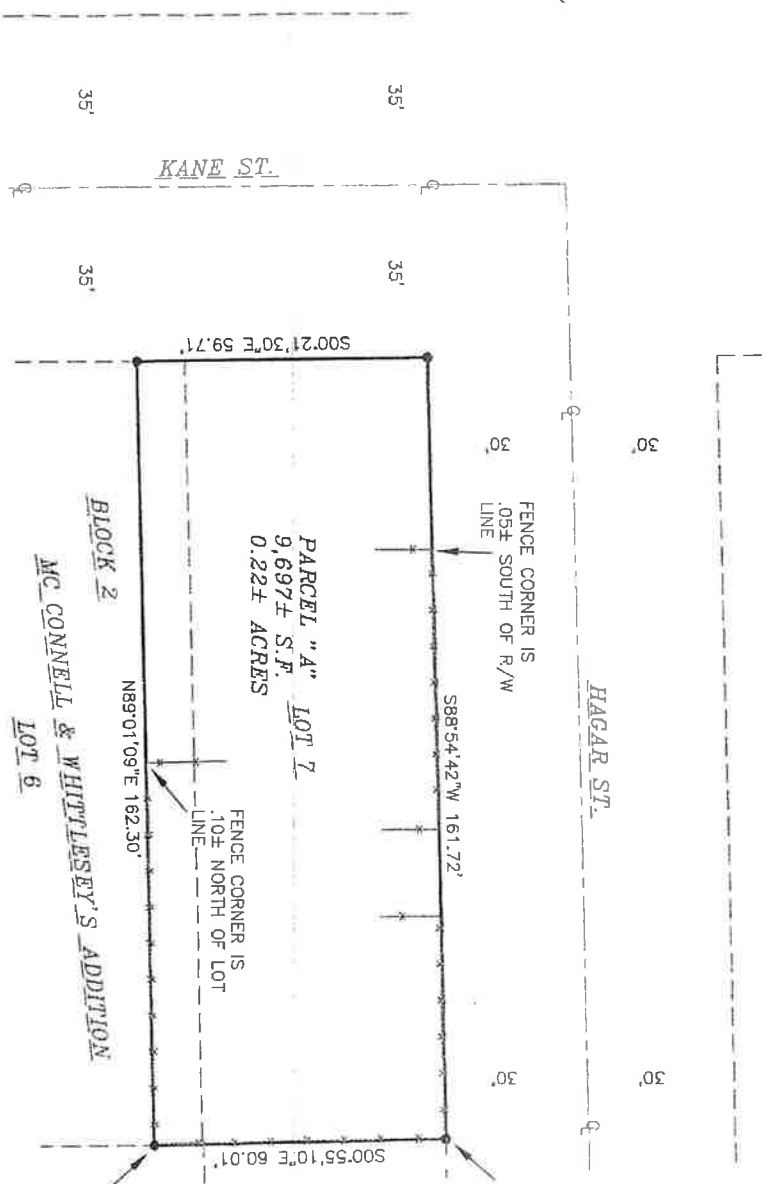 35'
35'
KANE ST.
℄
℄
35'
35'
S00°21'30"E 59.71'
℄
30'
30'
HAGAR ST.
FENCE CORNER IS
.05± SOUTH OF R/W
LINE
S88°54'42"W 161.72'
PARCEL "A"
9,697± S.F.
0.22± ACRES
LOT 7
FENCE CORNER IS
.10± NORTH OF LOT
LINE
N89°01'09"E 162.30'
BLOCK 2
MC CONNELL & WHITTLESEY'S ADDITION
LOT 6
30'
30'
℄
S00°55'10"E 60.01'